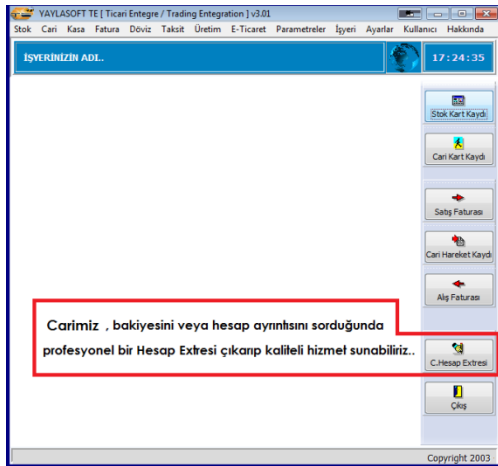 YAYLASOFT TE [ Ticari Entegre / Trading Entegration ] v3.01
Stok Cari Kasa Fatura Döviz Taksit Üretim E-Ticaret Parametreler İşyeri Ayarlar Kullanıcı Hakkında
İŞYERİNİZİN ADI..
17:24:35
Stok Kart Kaydı
Cari Kart Kaydı
Satış Faturası
Cari Hareket Kaydı
Alış Faturası
Carimiz , bakiyesini veya hesap ayrıntısını sorduğunda
profesyonel bir Hesap Extresi çıkarıp kaliteli hizmet sunabiliriz..
C.Hesap Extresi
Çıkış
Copyright 2003